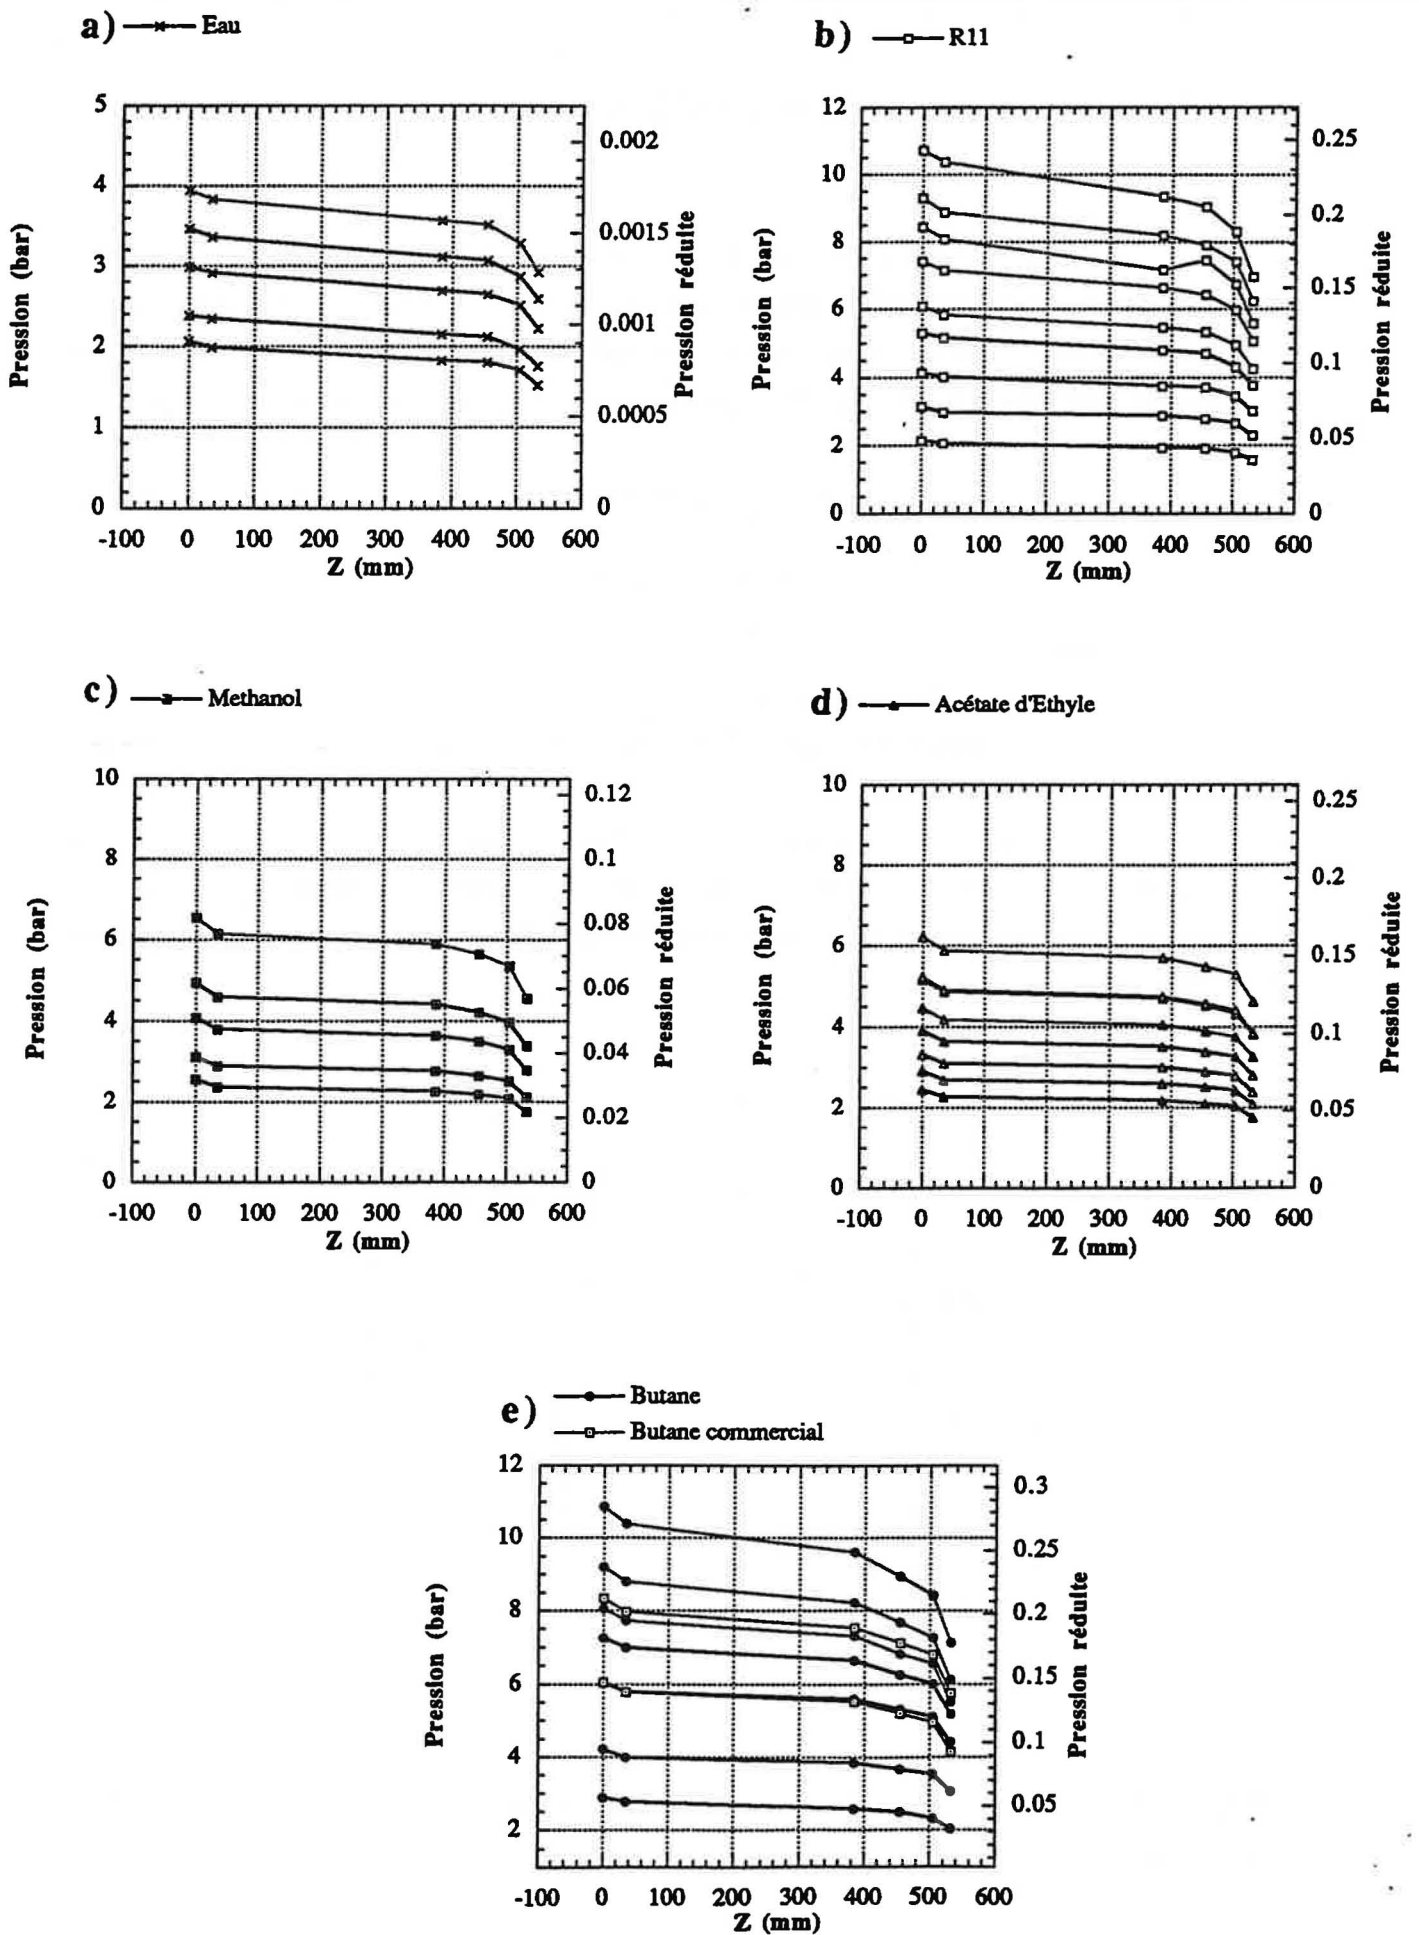 a) Eau
5
4
3
2
1
0
Pression (bar)
0.002
0.0015
0.001
0.0005
0
Pression réduite
-100 0 100 200 300 400 500 600
Z (mm)
b) R11
12
10
8
6
4
2
0
Pression (bar)
0.25
0.2
0.15
0.1
0.05
0
Pression réduite
-100 0 100 200 300 400 500 600
Z (mm)
c) Methanol
10
8
6
4
2
0
Pression (bar)
0.12
0.1
0.08
0.06
0.04
0.02
0
Pression réduite
-100 0 100 200 300 400 500 600
Z (mm)
d) Acétate d'Ethyle
10
8
6
4
2
0
Pression (bar)
0.25
0.2
0.15
0.1
0.05
0
Pression réduite
-100 0 100 200 300 400 500 600
Z (mm)
e) Butane
Butane commercial
12
10
8
6
4
2
Pression (bar)
0.3
0.25
0.2
0.15
0.1
0.05
Pression réduite
-100 0 100 200 300 400 500 600
Z (mm)